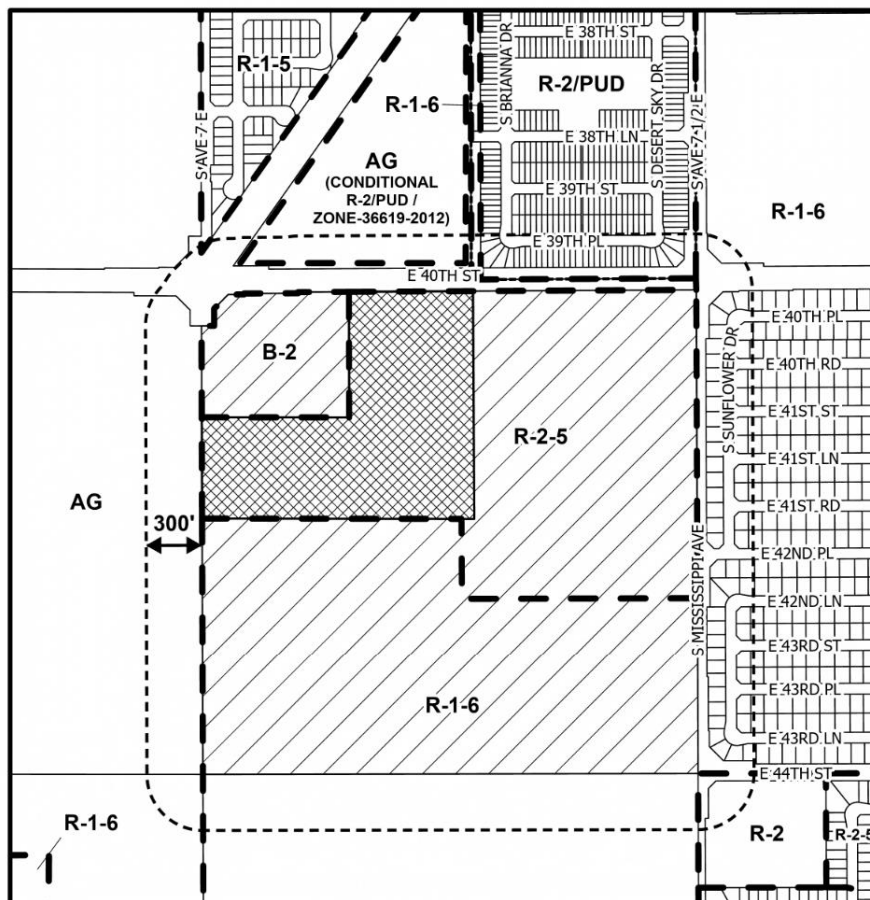 E 38TH ST
R-1-5
S BRIANNA DR
R-2/PUD
S DESERT SKY DR
S AVE 7 E
R-1-6
S AVE 7 1/2 E
E 38TH LN
AG
(CONDITIONAL
R-2/PUD /
ZONE-36619-2012)
E 39TH ST
R-1-6
E 39TH PL
E 40TH ST
E 40TH PL
B-2
S SUNFLOWER DR
E 40TH RD
E 41ST ST
R-2-5
E 41ST LN
AG
E 41ST RD
300'
E 42ND PL
S MISSISSIPPI AVE
E 42ND LN
E 43RD ST
E 43RD PL
R-1-6
E 43RD LN
E 44TH ST
R-1-6
R-2
R-2-5